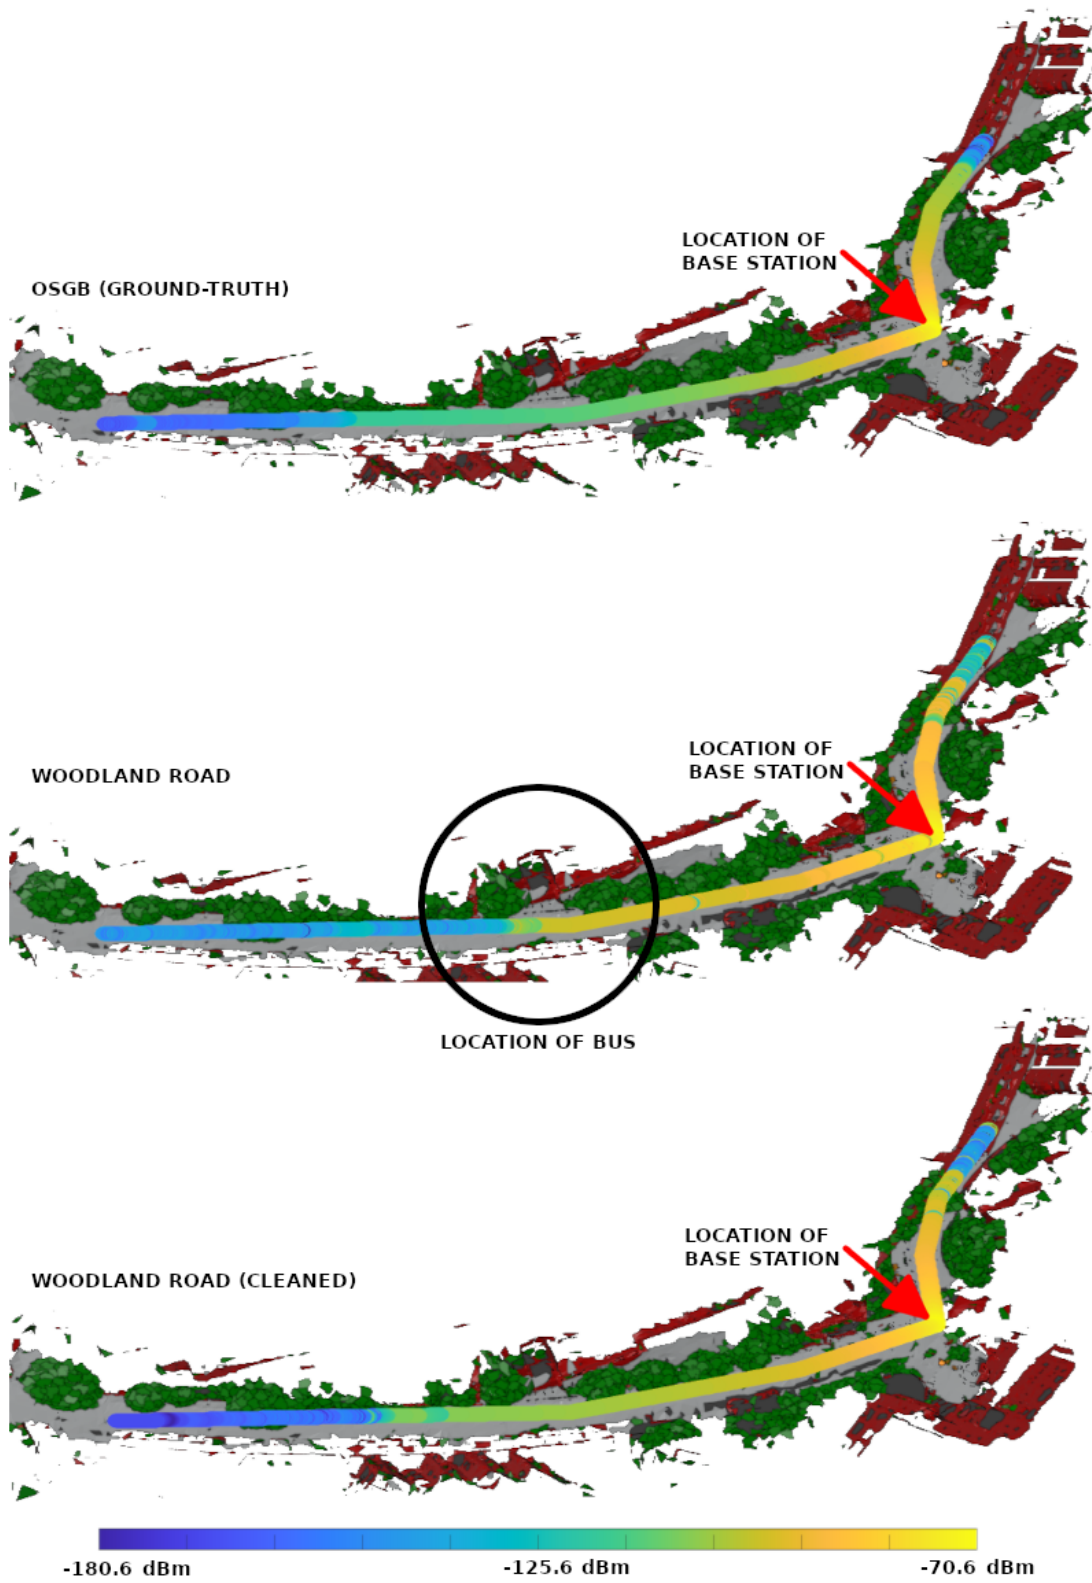 LOCATION OF
BASE STATION
OSGB (GROUND-TRUTH)
LOCATION OF
BASE STATION
WOODLAND ROAD
LOCATION OF BUS
LOCATION OF
BASE STATION
WOODLAND ROAD (CLEANED)
-180.6 dBm -125.6 dBm -70.6 dBm